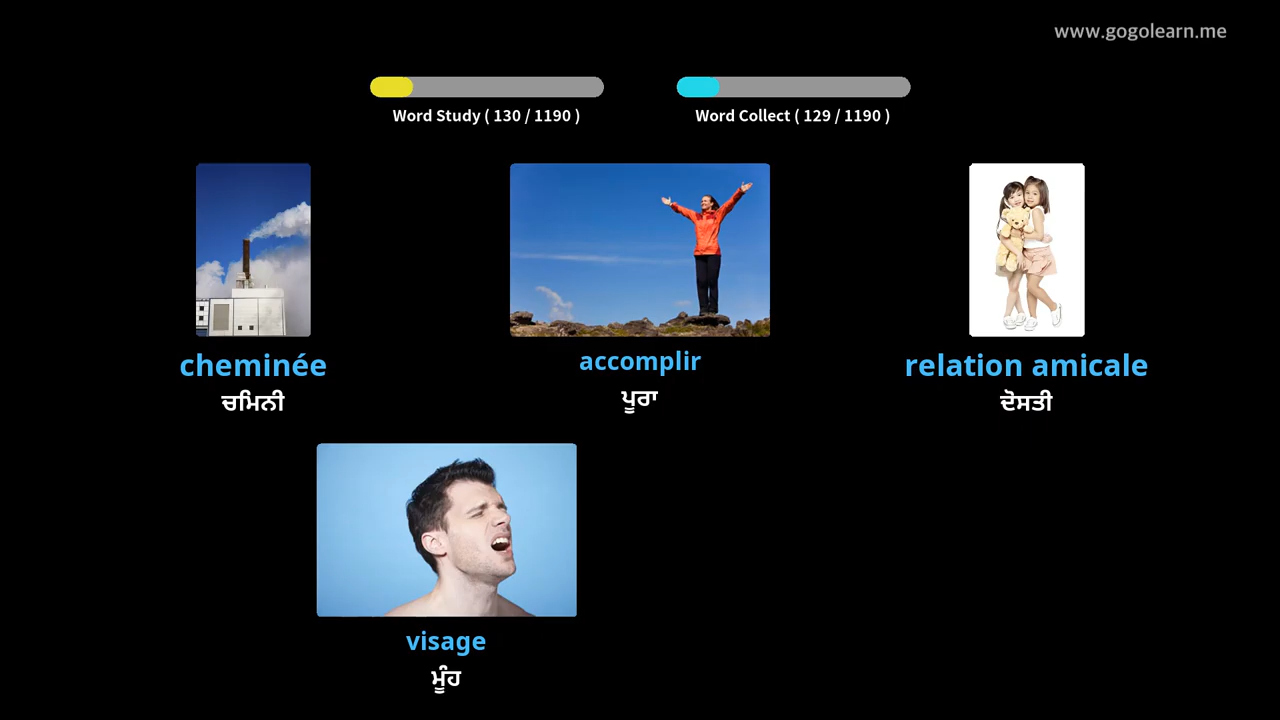 www.gogolearn.me
Word Study ( 130 / 1190 )
Word Collect ( 129 / 1190 )
cheminée
ਚਮਿਨੀ
accomplir
ਪੂਰਾ
relation amicale
ਦੋਸਤੀ
visage
ਮੂੰਹ